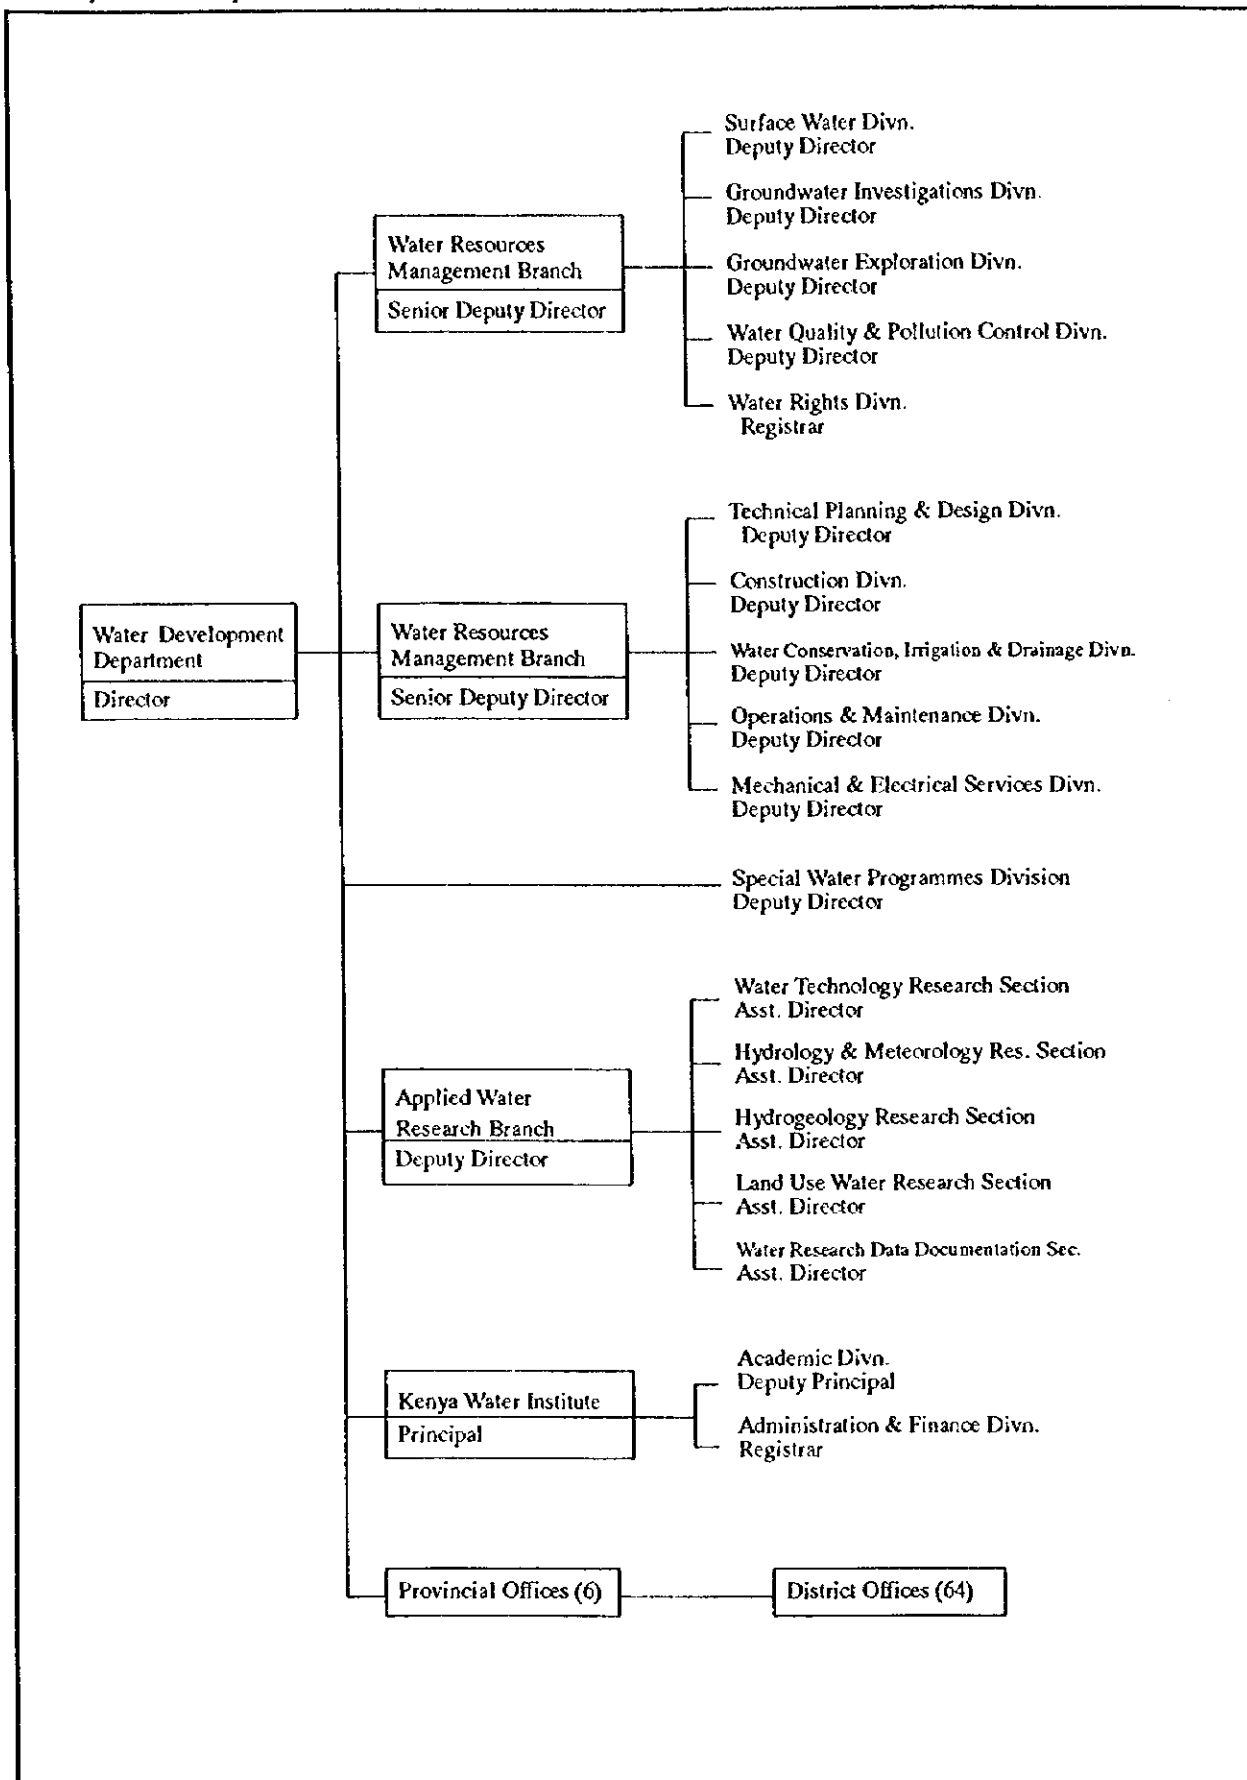 Surface Water Divn.
Deputy Director
Groundwater Investigations Divn.
Deputy Director
Water Resources
Management Branch
Senior Deputy Director
Groundwater Exploration Divn.
Deputy Director
Water Quality & Pollution Control Divn.
Deputy Director
Water Rights Divn.
Registrar
Technical Planning & Design Divn.
Deputy Director
Construction Divn.
Deputy Director
Water Development
Department
Director
Water Resources
Management Branch
Senior Deputy Director
Water Conservation, Irrigation & Drainage Divn.
Deputy Director
Operations & Maintenance Divn.
Deputy Director
Mechanical & Electrical Services Divn.
Deputy Director
Special Water Programmes Division
Deputy Director
Water Technology Research Section
Asst. Director
Hydrology & Meteorology Res. Section
Asst. Director
Applied Water
Research Branch
Deputy Director
Hydrogeology Research Section
Asst. Director
Land Use Water Research Section
Asst. Director
Water Research Data Documentation Sec.
Asst. Director
Academic Divn.
Deputy Principal
Kenya Water Institute
Principal
Administration & Finance Divn.
Registrar
Provincial Offices (6)
District Offices (64)